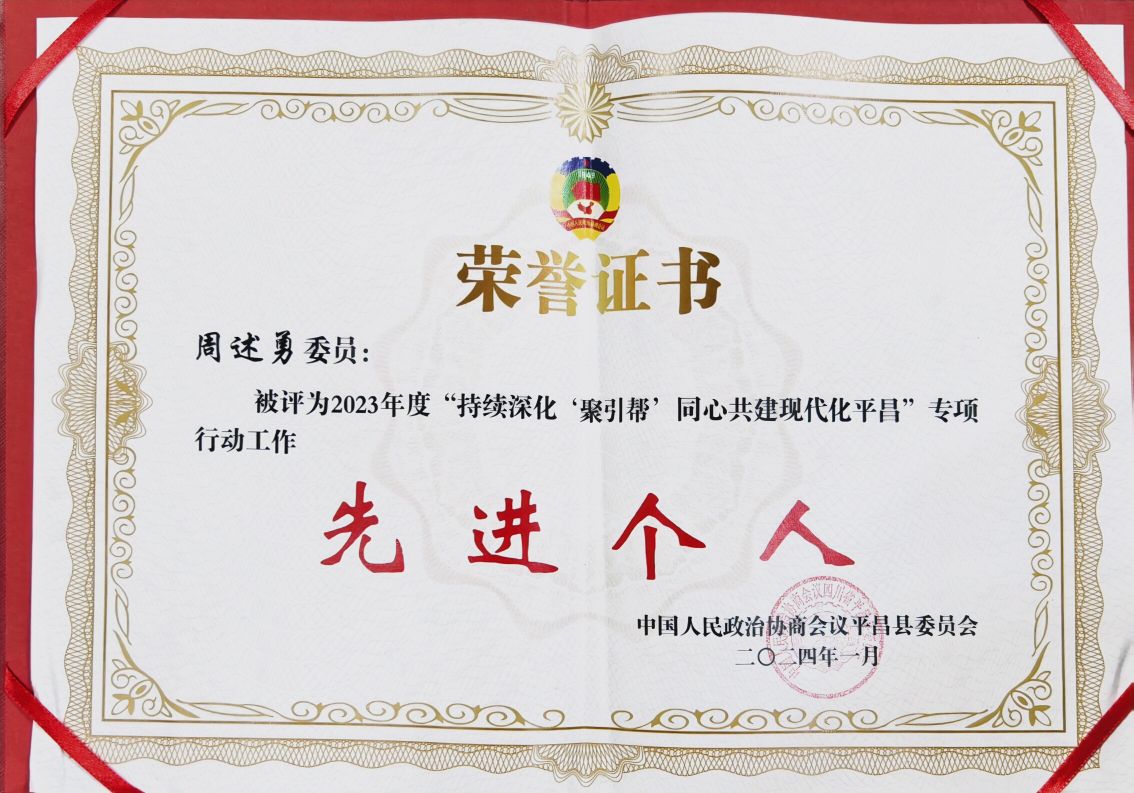 荣誉证书
周述勇委员：
被评为2023年度“持续深化‘聚引帮’同心共建现代化平昌”专项
行动工作
先进个人
中国人民政治协商会议平昌县委员会
二〇二四年一月